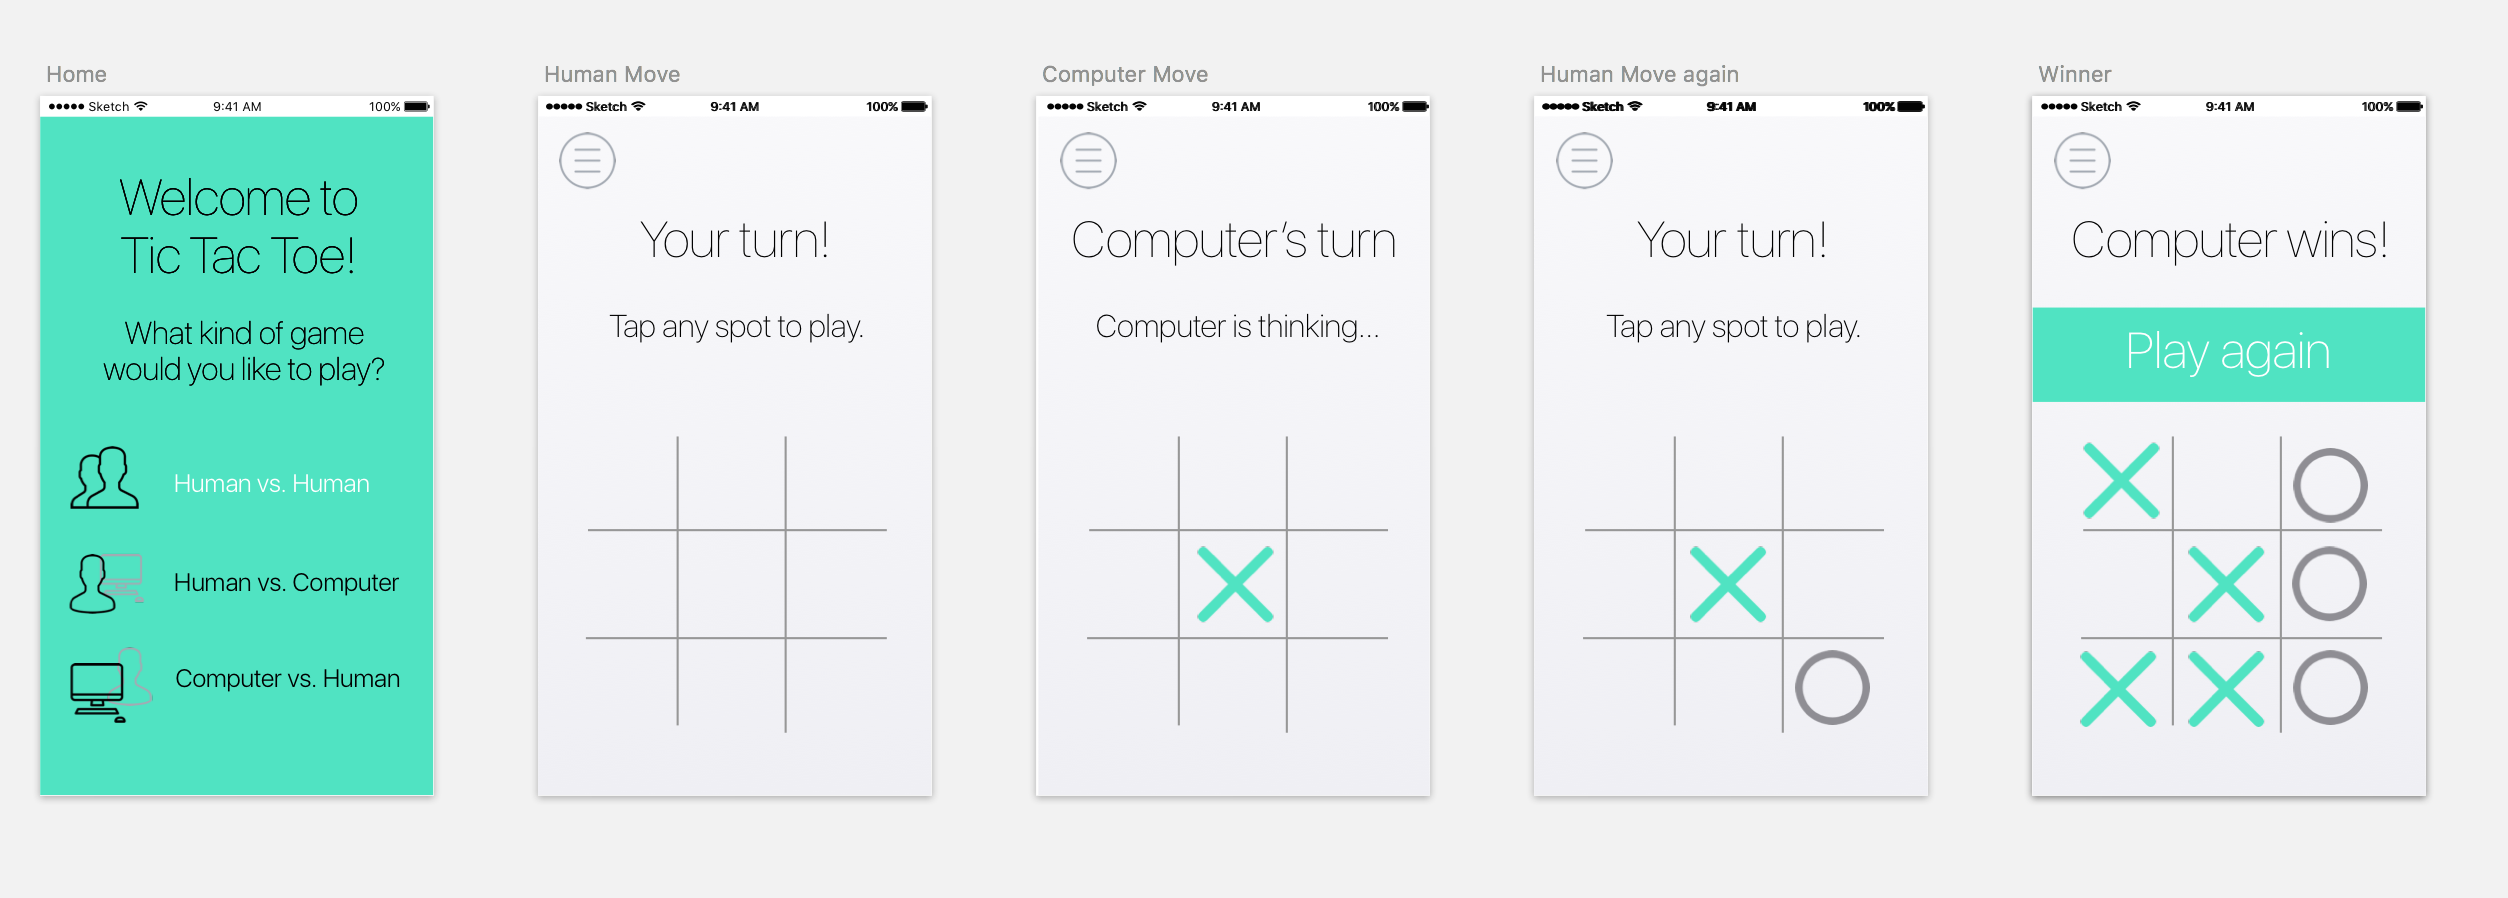 Home
Sketch 9:41 AM 100%
Welcome to
Tic Tac Toe!
What kind of game
would you like to play?
Human vs. Human
Human vs. Computer
Computer vs. Human
Human Move
Sketch 9:41 AM 100%
Your turn!
Tap any spot to play.
Computer Move
Sketch 9:41 AM 100%
Computer’s turn
Computer is thinking...
Human Move again
Sketch 9:41 AM 100%
Your turn!
Tap any spot to play.
Winner
Sketch 9:41 AM 100%
Computer wins!
Play again